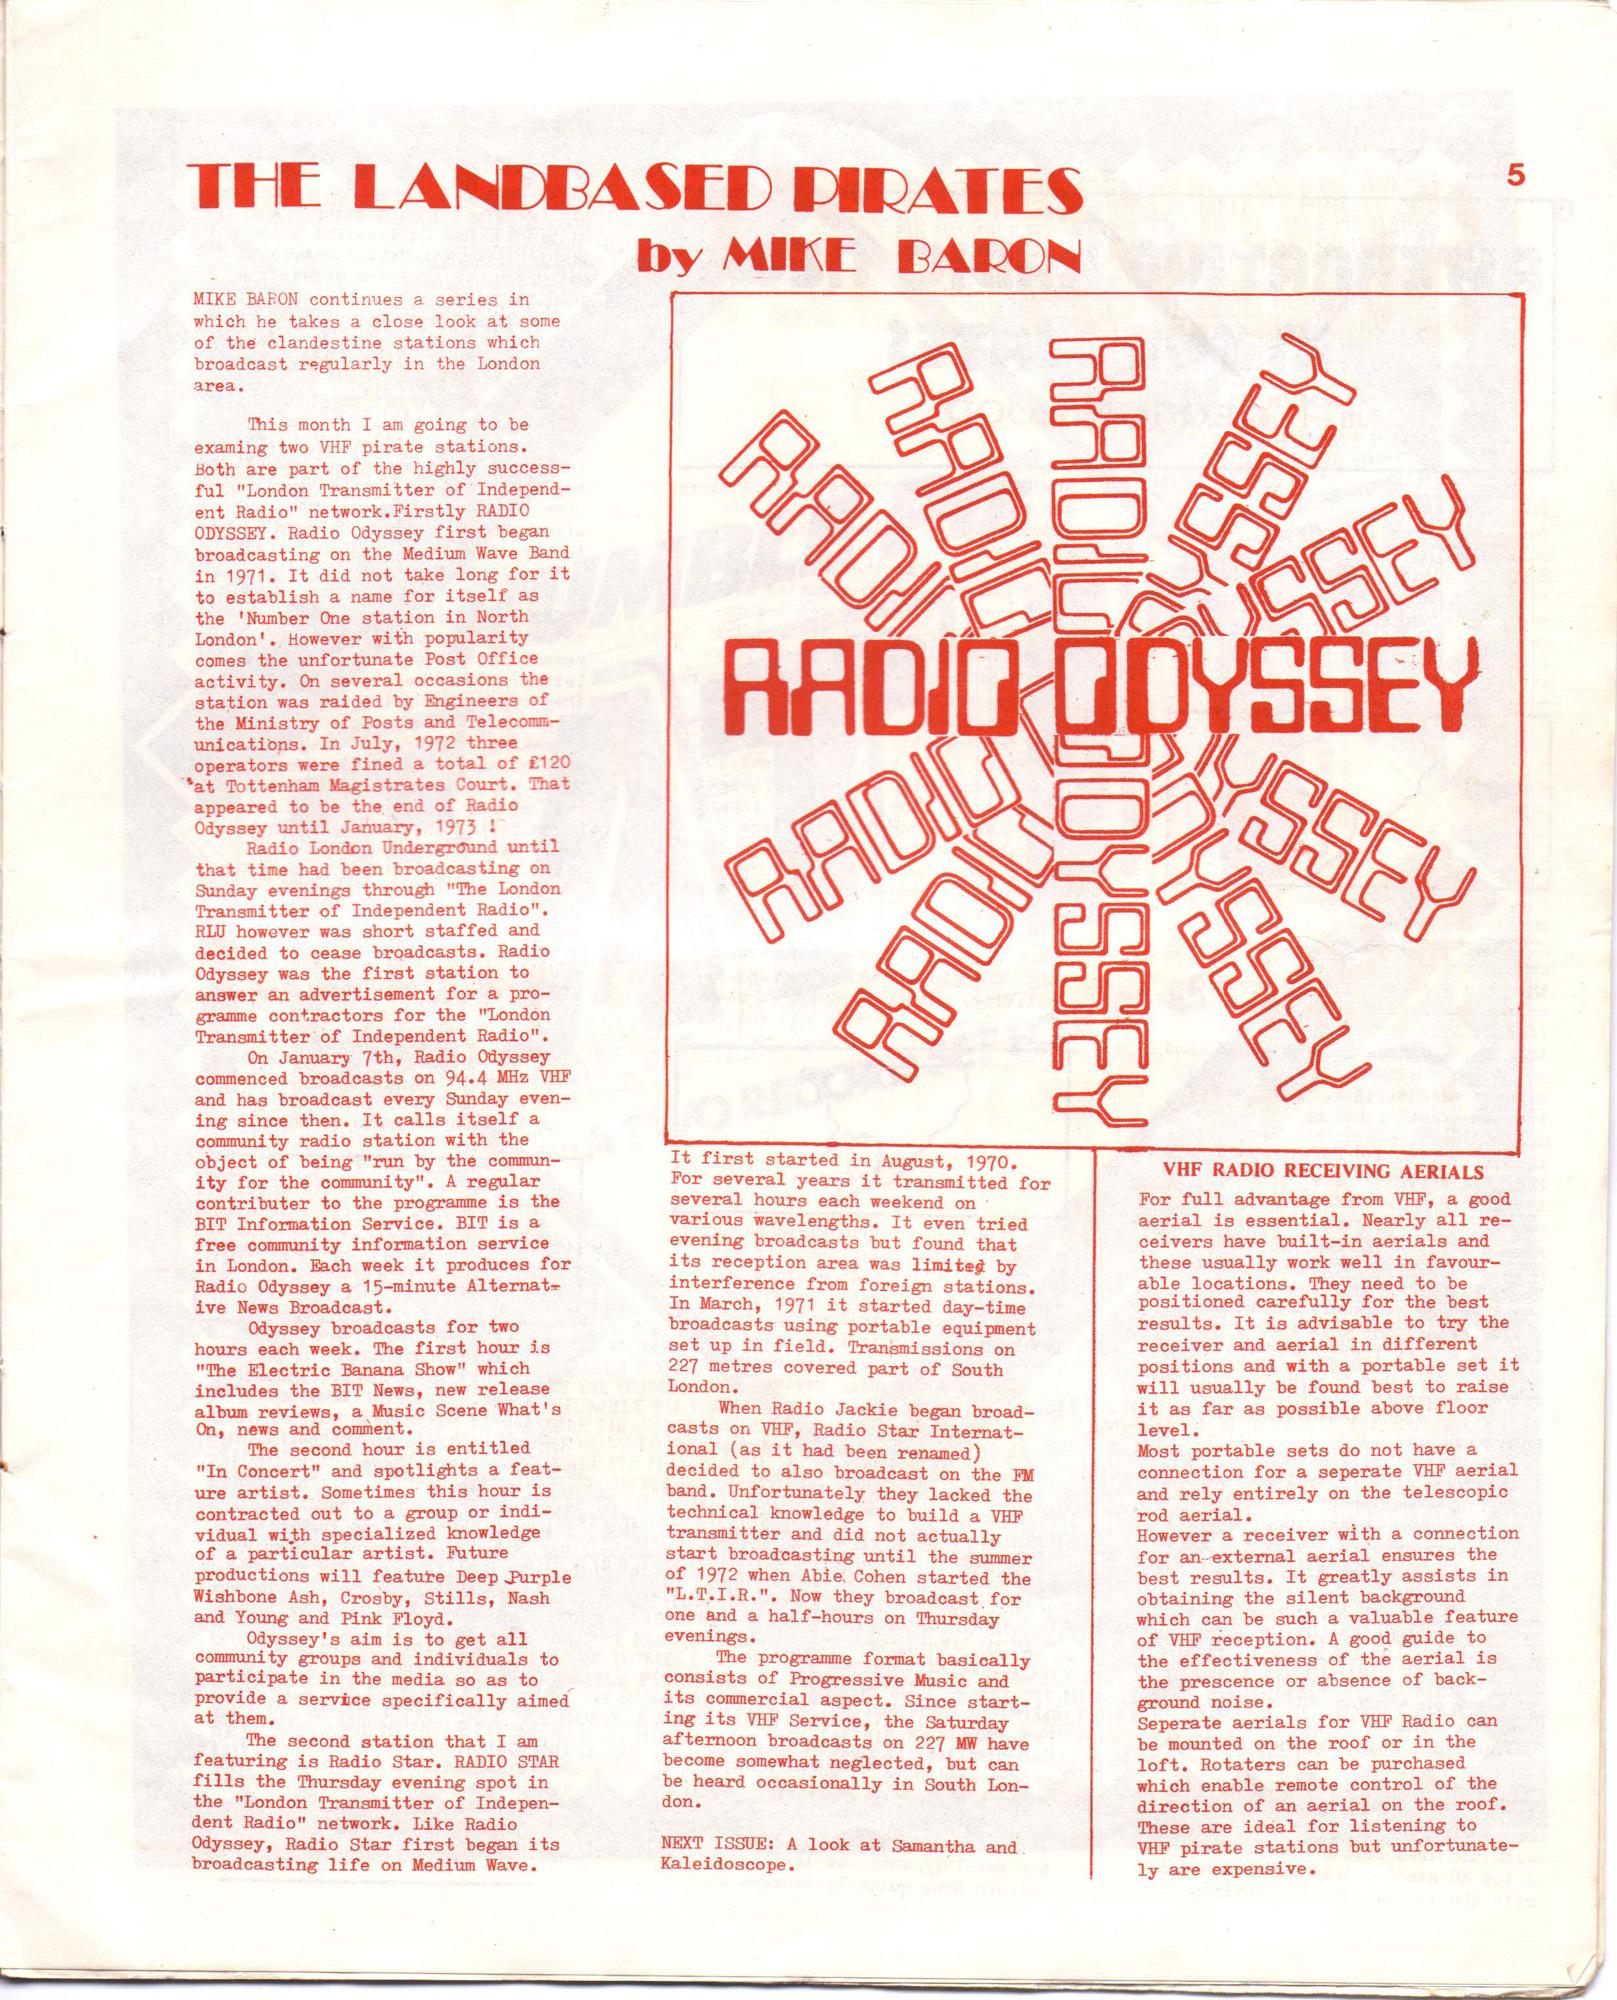 THE LANDBASED PIRATES
5
by MIKE BARON
MIKE BARON continues a series in
which he takes a close look at some
of the clandestine stations which
broadcast regularly in the London
area.
This month I am going to be
examing two VHF pirate stations.
Both are part of the highly success-
ful "London Transmitter of Independ-
ent Radio" network.Firstly RADIO
ODYSSEY. Radio Odyssey first began
broadcasting on the Medium Wave Band
in 1971. It did not take long for it
to establish a name for itself as
the 'Number One station in North
London'. However with popularity
comes the unfortunate Post Office
activity. On several occasions the
station was raided by Engineers of
the Ministry of Posts and Telecomm-
unications. In July, 1972 three
operators were fined a total of £120
at Tottenham Magistrates Court. That
appeared to be the end of Radio
Odyssey until January, 1973 !
Radio London Underground until
that time had been broadcasting on
Sunday evenings through "The London
Transmitter of Independent Radio".
RLU however was short staffed and
decided to cease broadcasts. Radio
Odyssey was the first station to
answer an advertisement for a pro-
gramme contractors for the "London
Transmitter of Independent Radio".
On January 7th, Radio Odyssey
commenced broadcasts on 94.4 MHz VHF
and has broadcast every Sunday even-
ing since then. It calls itself a
community radio station with the
object of being "run by the commun-
ity for the community". A regular
contributer to the programme is the
BIT Information Service. BIT is a
free community information service
in London. Each week it produces for
Radio Odyssey a 15-minute Alternat-
ive News Broadcast.
Odyssey broadcasts for two
hours each week. The first hour is
"The Electric Banana Show" which
includes the BIT News, new release
album reviews, a Music Scene What's
On, news and comment.
The second hour is entitled
"In Concert" and spotlights a feat-
ure artist. Sometimes this hour is
contracted out to a group or indi-
vidual with specialized knowledge
of a particular artist. Future
productions will feature Deep Purple
Wishbone Ash, Crosby, Stills, Nash
and Young and Pink Floyd.
Odyssey's aim is to get all
community groups and individuals to
participate in the media so as to
provide a service specifically aimed
at them.
The second station that I am
featuring is Radio Star. RADIO STAR
fills the Thursday evening spot in
the "London Transmitter of Indepen-
dent Radio" network. Like Radio
Odyssey, Radio Star first began its
broadcasting life on Medium Wave.
RADIO ODYSSEY
RADIO ODYSSEY
RADIO ODYSSEY
RADIO ODYSSEY
RADIO ODYSSEY
RADIO ODYSSEY
It first started in August, 1970.
For several years it transmitted for
several hours each weekend on
various wavelengths. It even tried
evening broadcasts but found that
its reception area was limited by
interference from foreign stations.
In March, 1971 it started day-time
broadcasts using portable equipment
set up in field. Transmissions on
227 metres covered part of South
London.
When Radio Jackie began broad-
casts on VHF, Radio Star Internat-
ional (as it had been renamed)
decided to also broadcast on the FM
band. Unfortunately they lacked the
technical knowledge to build a VHF
transmitter and did not actually
start broadcasting until the summer
of 1972 when Abie Cohen started the
"L.T.I.R.". Now they broadcast for
one and a half-hours on Thursday
evenings.
The programme format basically
consists of Progressive Music and
its commercial aspect. Since start-
ing its VHF Service, the Saturday
afternoon broadcasts on 227 MW have
become somewhat neglected, but can
be heard occasionally in South Lon-
don.
NEXT ISSUE: A look at Samantha and
Kaleidoscope.
VHF RADIO RECEIVING AERIALS
For full advantage from VHF, a good
aerial is essential. Nearly all re-
ceivers have built-in aerials and
these usually work well in favour-
able locations. They need to be
positioned carefully for the best
results. It is advisable to try the
receiver and aerial in different
positions and with a portable set it
will usually be found best to raise
it as far as possible above floor
level.
Most portable sets do not have a
connection for a seperate VHF aerial
and rely entirely on the telescopic
rod aerial.
However a receiver with a connection
for an external aerial ensures the
best results. It greatly assists in
obtaining the silent background
which can be such a valuable feature
of VHF reception. A good guide to
the effectiveness of the aerial is
the prescence or absence of back-
ground noise.
Seperate aerials for VHF Radio can
be mounted on the roof or in the
loft. Rotaters can be purchased
which enable remote control of the
direction of an aerial on the roof.
These are ideal for listening to
VHF pirate stations but unfortunate-
ly are expensive.